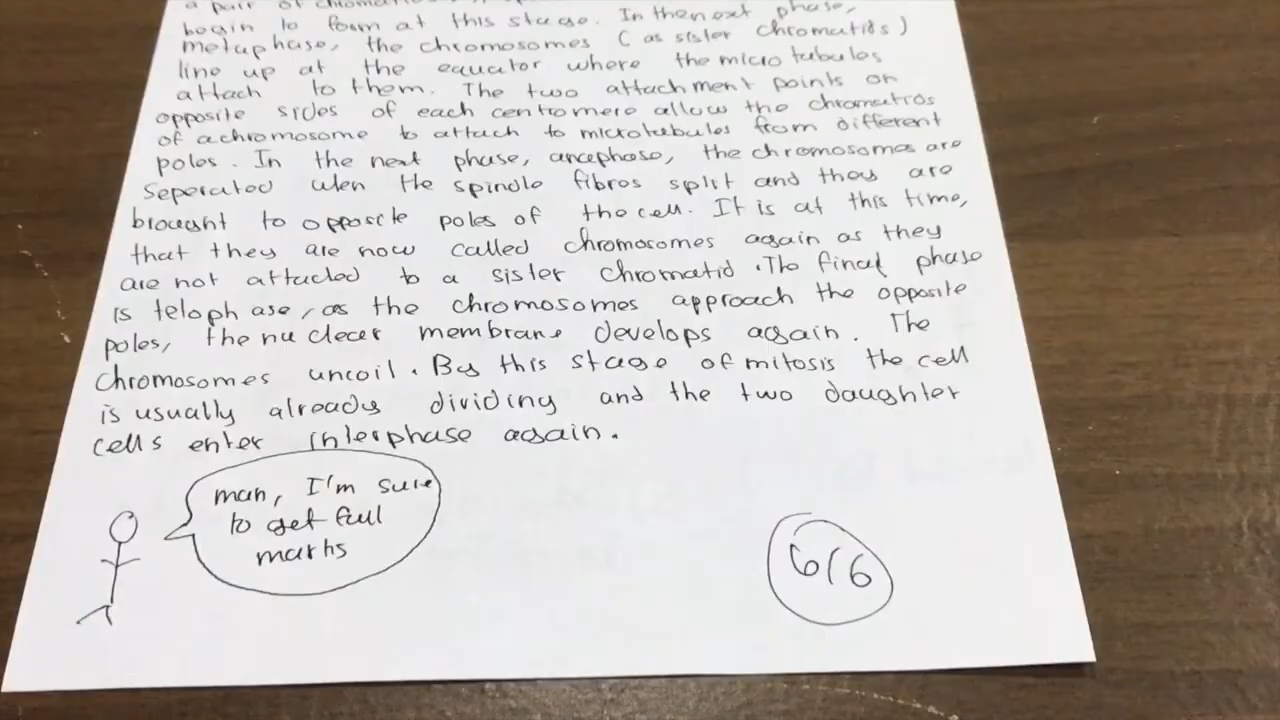 a pair of
begin to form at this stage. In the next phase,
metaphase, the chromosomes (as sister chromatids)
line up at the equator where the micro tubules
attach to them. The two attachment points on
opposite sides of each centromere allow the chromatids
of a chromosome to attach to microtubules from different
poles. In the next phase, anaphase, the chromosomes are
seperated when the spindle fibres split and they are
brought to opposite poles of the cell. It is at this time,
that they are now called chromosomes again as they
are not attached to a sister chromatid. The final phase
is telophase, as the chromosomes approach the opposite
poles, the nuclear membrane develops again. The
chromosomes uncoil. By this stage of mitosis the cell
is usually already dividing and the two daughter
cells enter interphase again.
man, I'm sure
to get full
marks
6/6